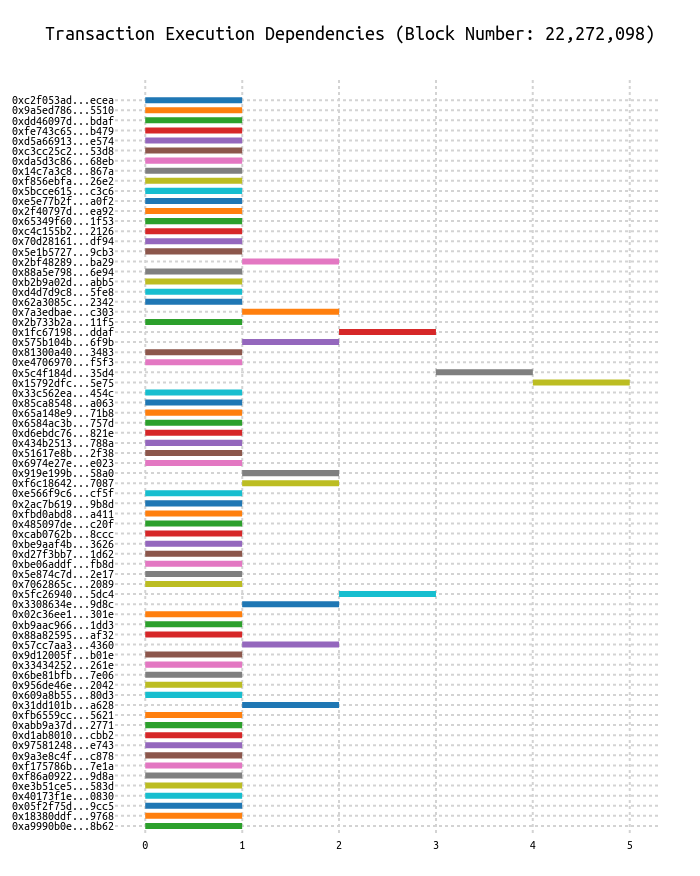 Transaction Execution Dependencies (Block Number: 22,272,098)
0xc2f053ad...ecea
0x9a5ed786...5510
0xdd46097d...bdaf
0xfe743c65...b479
0xd5a66913...e574
0xc3cc25c2...53d8
0xda5d3c86...68eb
0x14c7a3c8...867a
0xf856ebfa...26e2
0x5bcce615...c3c6
0xe5e77b2f...a0f2
0x2f40797d...ea92
0x65349f60...1f53
0xc4c155b2...2126
0x70d28161...df94
0x5e1b5727...9cb3
0x2bf48289...ba29
0x88a5e798...6e94
0xb2b9a02d...abb5
0xd4d7d9c8...5fe8
0x62a3085c...2342
0x7a3edbae...c303
0x2b733b2a...11f5
0x1fc67198...ddaf
0x575b104b...6f9b
0x81300a40...3483
0xe4706970...f5f3
0x5c4f184d...35d4
0x15792dfc...5e75
0x33c562ea...454c
0x85ca8548...a063
0x65a148e9...71b8
0x6584ac3b...757d
0xd6ebdc76...821e
0x434b2513...788a
0x51617e8b...2f38
0x6974e27e...e023
0x919e199b...58a0
0xf6c18642...7087
0xe566f9c6...cf5f
0x2ac7b619...9b8d
0xfbd0abd8...a411
0x485097de...c20f
0xcab0762b...8ccc
0xbe9aaf4b...3626
0xd27f3bb7...1d62
0xbe06addf...fb8d
0x5e874c7d...2e17
0x7062865c...2089
0x5fc26940...5dc4
0x3308634e...9d8c
0x02c36ee1...301e
0xb9aac966...1dd3
0x88a82595...af32
0x57cc7aa3...4360
0x9d12005f...b01e
0x33434252...261e
0x6be81bfb...7e06
0x956de46e...2042
0x609a8b55...80d3
0x31dd101b...a628
0xfb6559cc...5621
0xabb9a37d...2771
0xd1ab8010...cbb2
0x97581248...e743
0x9a3e8c4f...c878
0xf175786b...7e1a
0xf86a0922...9d8a
0xe3b51ce5...583d
0x40173f1e...0830
0x05f2f75d...9cc5
0x18380ddf...9768
0xa9990b0e...8b62
0 1 2 3 4 5